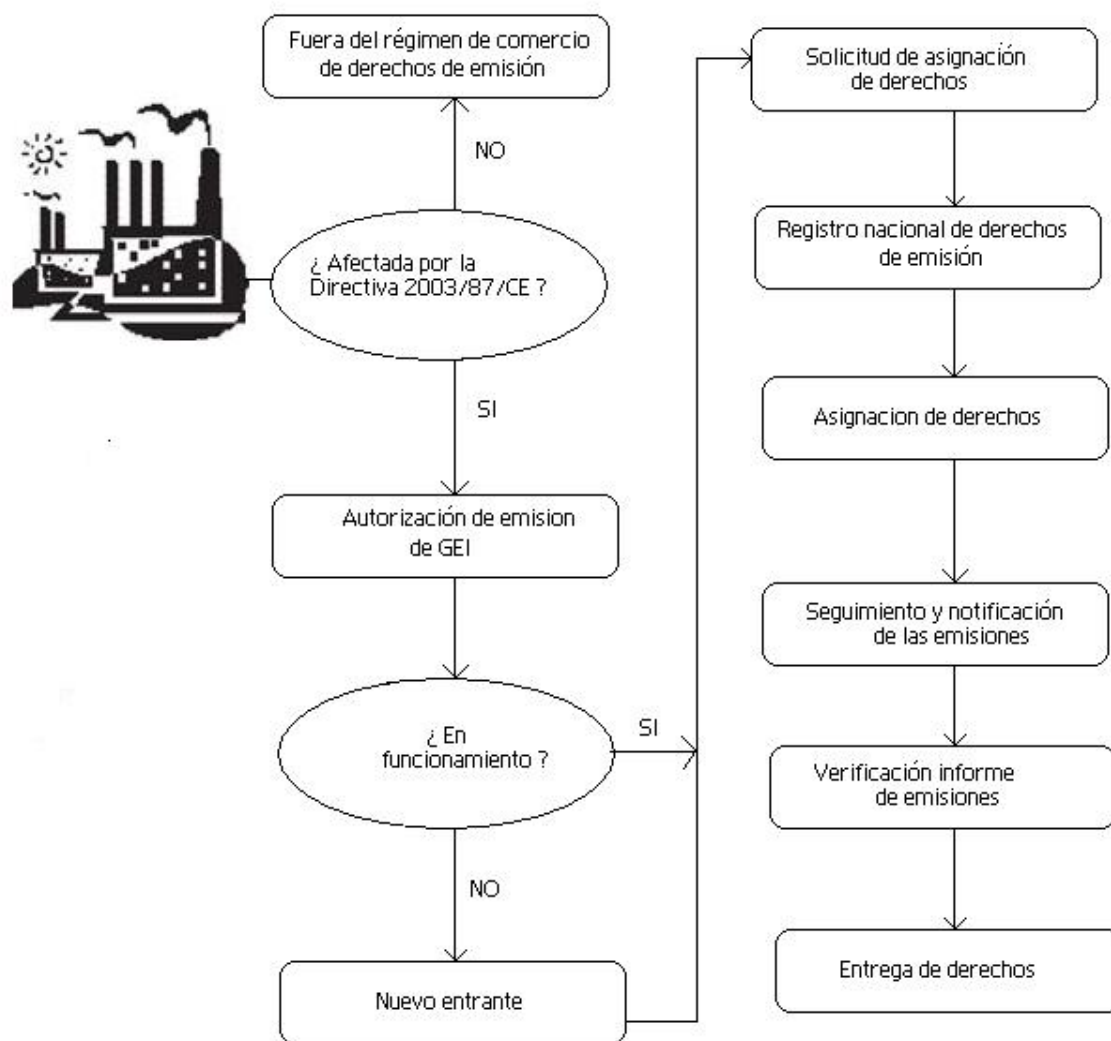 Fuera del régimen de comercio
de derechos de emisión
NO
¿ Afectada por la
Directiva 2003/87/CE ?
SI
Autorización de emision
de GEI
¿ En
funcionamiento ?
SI
NO
Nuevo entrante
Solicitud de asignación
de derechos
Registro nacional de derechos
de emisión
Asignacion de derechos
Seguimiento y notificación
de las emisiones
Verificación informe
de emisiones
Entrega de derechos